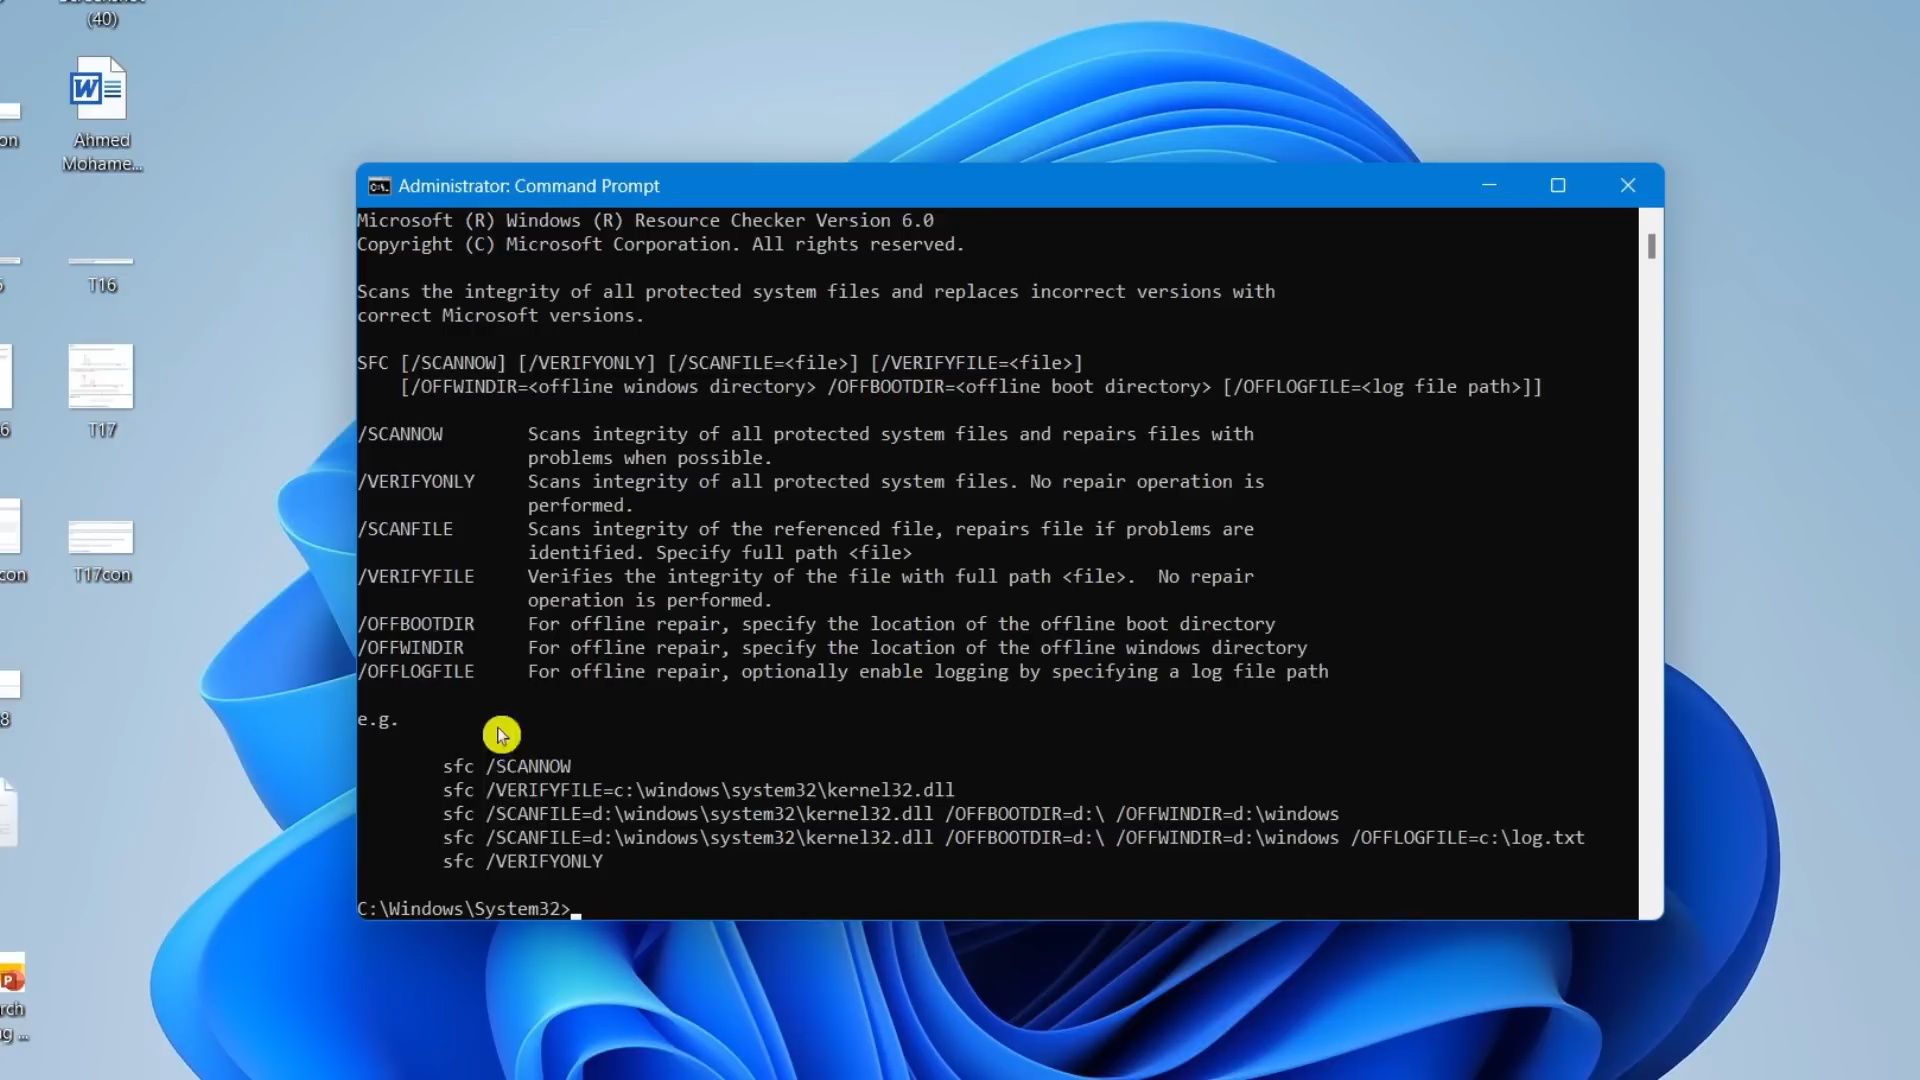 (40)
Ahmed
Mohame...
T16
T17
T17con
con
8
Administrator: Command Prompt
Microsoft (R) Windows (R) Resource Checker Version 6.0
Copyright (C) Microsoft Corporation. All rights reserved.
Scans the integrity of all protected system files and replaces incorrect versions with
correct Microsoft versions.
SFC [/SCANNOW] [/VERIFYONLY] [/SCANFILE=<file>] [/VERIFYFILE=<file>]
[/OFFWINDIR=<offline windows directory> /OFFBOOTDIR=<offline boot directory> [/OFFLOGFILE=<log file path>]]
/SCANNOW Scans integrity of all protected system files and repairs files with
problems when possible.
/VERIFYONLY Scans integrity of all protected system files. No repair operation is
performed.
/SCANFILE Scans integrity of the referenced file, repairs file if problems are
identified. Specify full path <file>
/VERIFYFILE Verifies the integrity of the file with full path <file>. No repair
operation is performed.
/OFFBOOTDIR For offline repair, specify the location of the offline boot directory
/OFFWINDIR For offline repair, specify the location of the offline windows directory
/OFFLOGFILE For offline repair, optionally enable logging by specifying a log file path
e.g.
sfc /SCANNOW
sfc /VERIFYFILE=c:\windows\system32\kernel32.dll
sfc /SCANFILE=d:\windows\system32\kernel32.dll /OFFBOOTDIR=d:\ /OFFWINDIR=d:\windows
sfc /SCANFILE=d:\windows\system32\kernel32.dll /OFFBOOTDIR=d:\ /OFFWINDIR=d:\windows /OFFLOGFILE=c:\log.txt
sfc /VERIFYONLY
C:\Windows\System32>